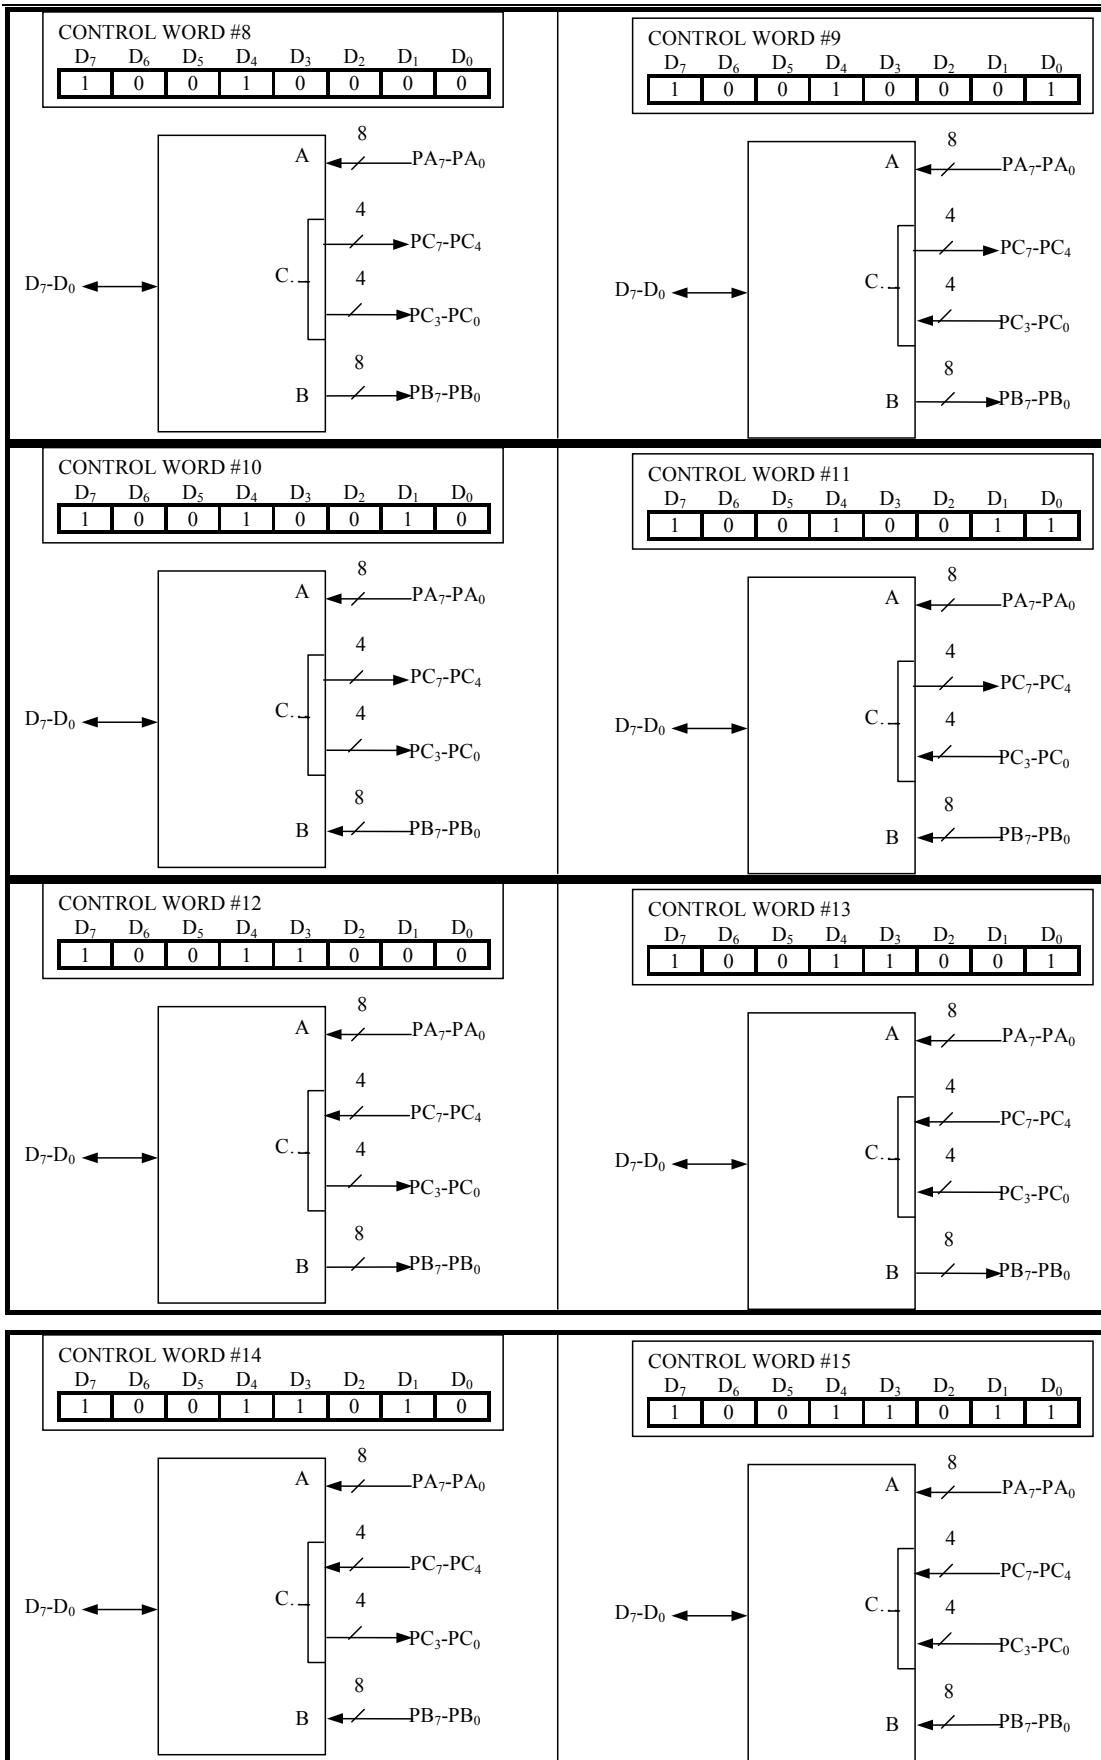 CONTROL WORD #8
D₇ D₆ D₅ D₄ D₃ D₂ D₁ D₀
1 0 0 1 0 0 0 0
8
A PA₇-PA₀
4
PC₇-PC₄
D₇-D₀ C. 4
PC₃-PC₀
8
B PB₇-PB₀
CONTROL WORD #9
D₇ D₆ D₅ D₄ D₃ D₂ D₁ D₀
1 0 0 1 0 0 0 1
8
A PA₇-PA₀
4
PC₇-PC₄
D₇-D₀ C. 4
PC₃-PC₀
8
B PB₇-PB₀
CONTROL WORD #10
D₇ D₆ D₅ D₄ D₃ D₂ D₁ D₀
1 0 0 1 0 0 1 0
8
A PA₇-PA₀
4
PC₇-PC₄
D₇-D₀ C. 4
PC₃-PC₀
8
B PB₇-PB₀
CONTROL WORD #11
D₇ D₆ D₅ D₄ D₃ D₂ D₁ D₀
1 0 0 1 0 0 1 1
8
A PA₇-PA₀
4
PC₇-PC₄
D₇-D₀ C. 4
PC₃-PC₀
8
B PB₇-PB₀
CONTROL WORD #12
D₇ D₆ D₅ D₄ D₃ D₂ D₁ D₀
1 0 0 1 1 0 0 0
8
A PA₇-PA₀
4
PC₇-PC₄
D₇-D₀ C. 4
PC₃-PC₀
8
B PB₇-PB₀
CONTROL WORD #13
D₇ D₆ D₅ D₄ D₃ D₂ D₁ D₀
1 0 0 1 1 0 0 1
8
A PA₇-PA₀
4
PC₇-PC₄
D₇-D₀ C. 4
PC₃-PC₀
8
B PB₇-PB₀
CONTROL WORD #14
D₇ D₆ D₅ D₄ D₃ D₂ D₁ D₀
1 0 0 1 1 0 1 0
8
A PA₇-PA₀
4
PC₇-PC₄
D₇-D₀ C. 4
PC₃-PC₀
8
B PB₇-PB₀
CONTROL WORD #15
D₇ D₆ D₅ D₄ D₃ D₂ D₁ D₀
1 0 0 1 1 0 1 1
8
A PA₇-PA₀
4
PC₇-PC₄
D₇-D₀ C. 4
PC₃-PC₀
8
B PB₇-PB₀